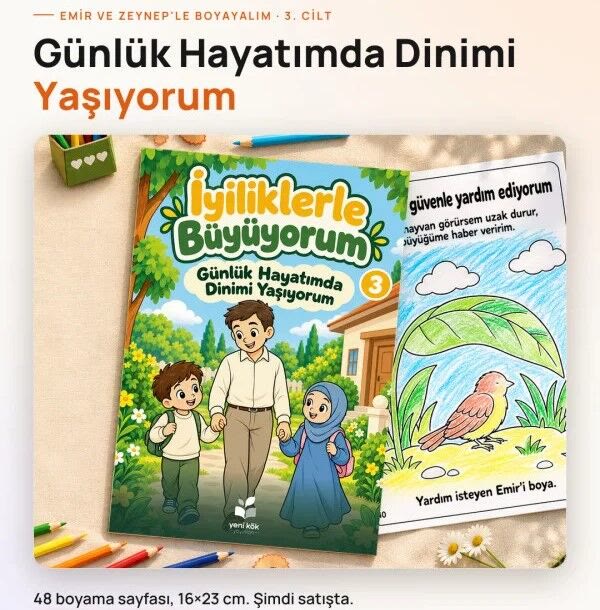 EMİR VE ZEYNEP'LE BOYAYALIM · 3. CİLT
Günlük Hayatımda Dinimi
Yaşıyorum
İyiliklerle
Büyüyorum
Günlük Hayatımda
Dinimi Yaşıyorum
3
yeni kök
güvenle yardım ediyorum
hayvan görürsem uzak durur,
büyüğüme haber veririm.
Yardım isteyen Emir'i boya.
48 boyama sayfası, 16×23 cm. Şimdi satışta.